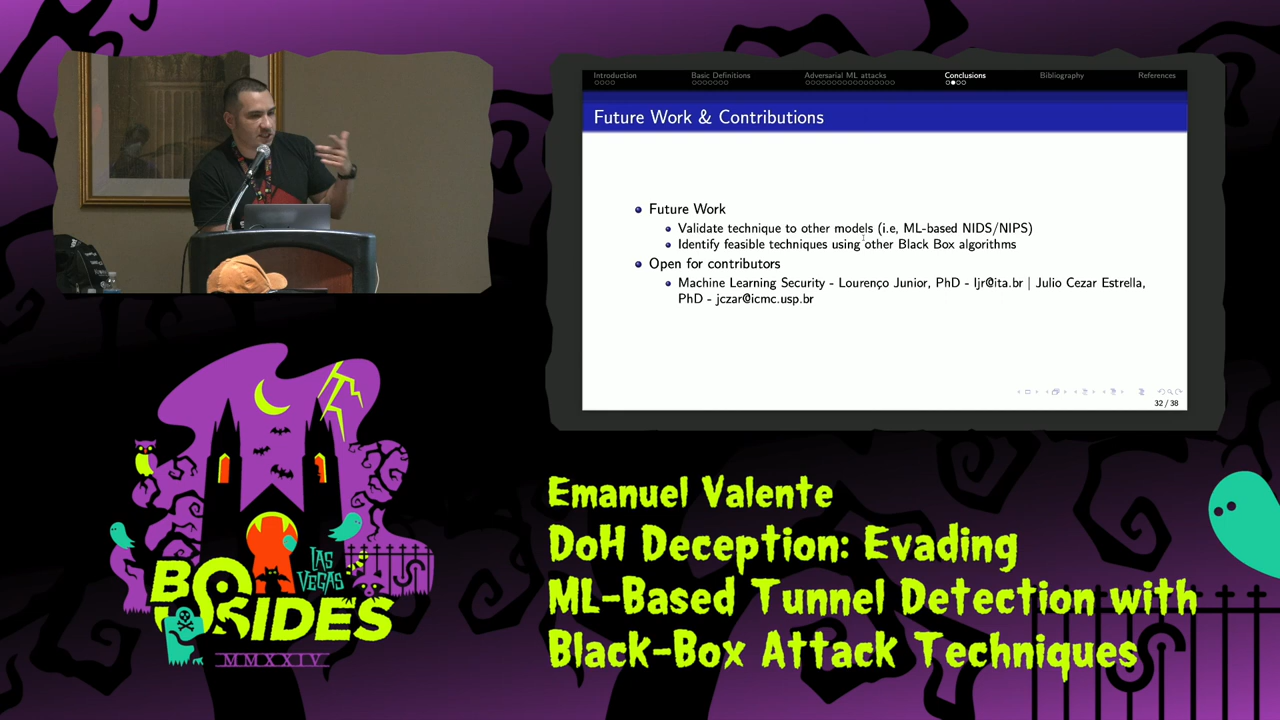 Introduction
Basic Definitions
Adversarial ML attacks
Conclusions
Bibliography
References
Future Work & Contributions
Future Work
Validate technique to other models (i.e, ML-based NIDS/NIPS)
Identify feasible techniques using other Black Box algorithms
Open for contributors
Machine Learning Security - Lourenço Junior, PhD - ljr@ita.br | Julio Cezar Estrella,
PhD - jczar@icmc.usp.br
32 / 38
LAS
VEGAS
BSIDES
MMXXIV
Emanuel Valente
DoH Deception: Evading
ML-Based Tunnel Detection with
Black-Box Attack Techniques